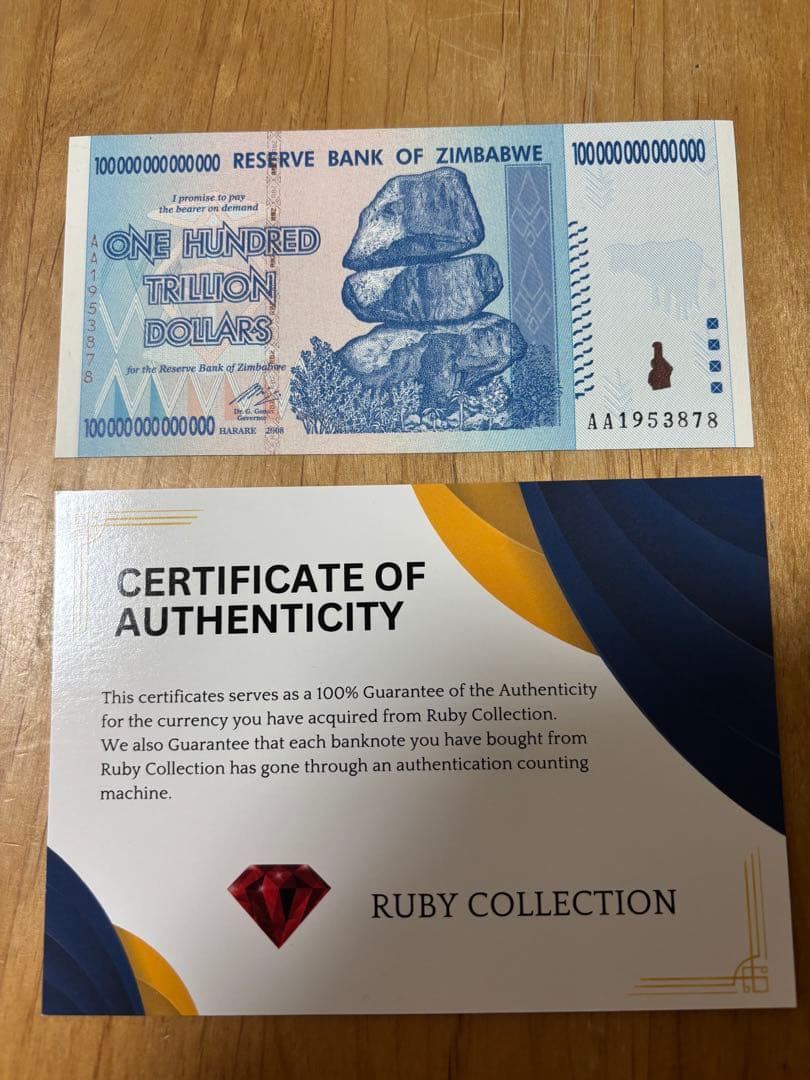 100000000000000 RESERVE BANK OF ZIMBABWE 100000000000000
I promise to pay
the bearer on demand
ONE HUNDRED
TRILLION
DOLLARS
for the Reserve Bank of Zimbabwe
Dr. G. Gono
Governor
100000000000000 HARARE 2008
AA1953878
AA1953878
CERTIFICATE OF
AUTHENTICITY
This certificates serves as a 100% Guarantee of the Authenticity
for the currency you have acquired from Ruby Collection.
We also Guarantee that each banknote you have bought from
Ruby Collection has gone through an authentication counting
machine.
RUBY COLLECTION